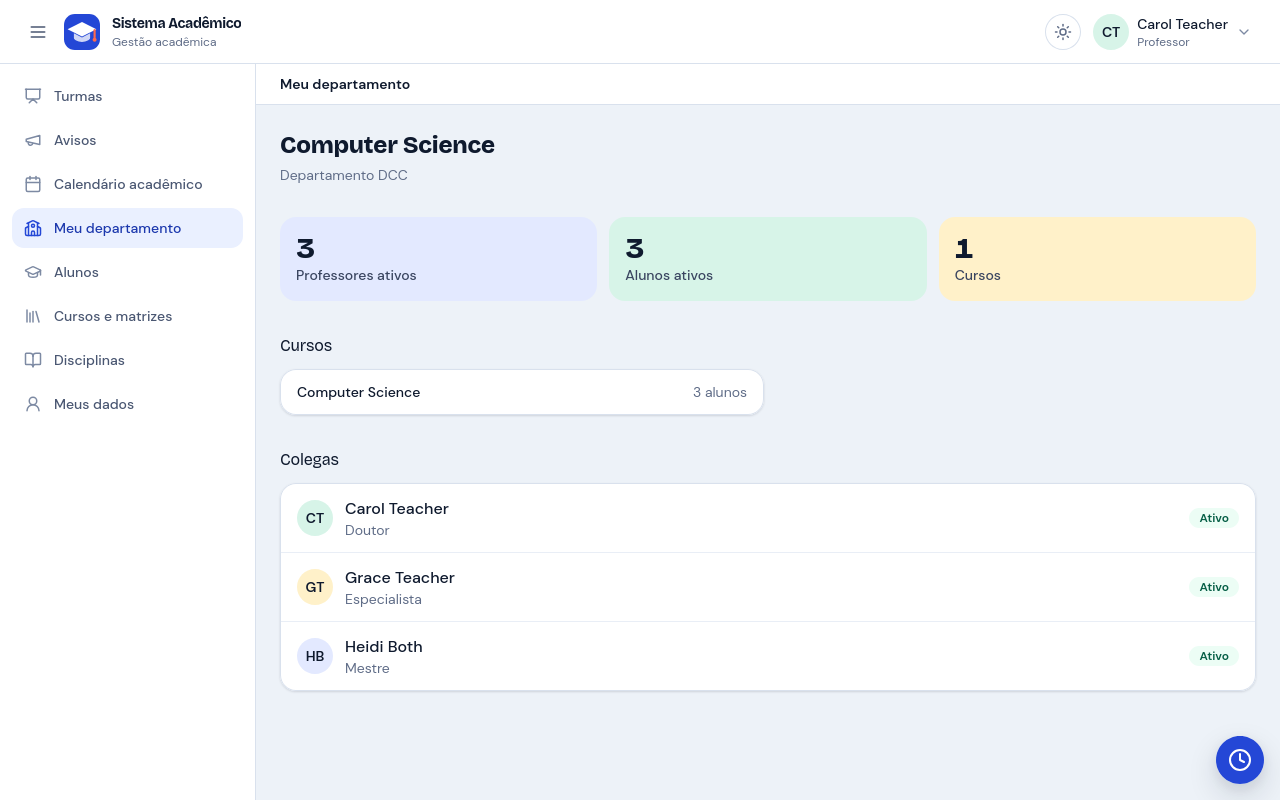 Sistema Acadêmico
Gestão acadêmica
CT
Carol Teacher
Professor
Turmas
Avisos
Calendário acadêmico
Meu departamento
Alunos
Cursos e matrizes
Disciplinas
Meus dados
Meu departamento
Computer Science
Departamento DCC
3
Professores ativos
3
Alunos ativos
1
Cursos
Cursos
Computer Science
3 alunos
Colegas
CT
Carol Teacher
Doutor
Ativo
GT
Grace Teacher
Especialista
Ativo
HB
Heidi Both
Mestre
Ativo